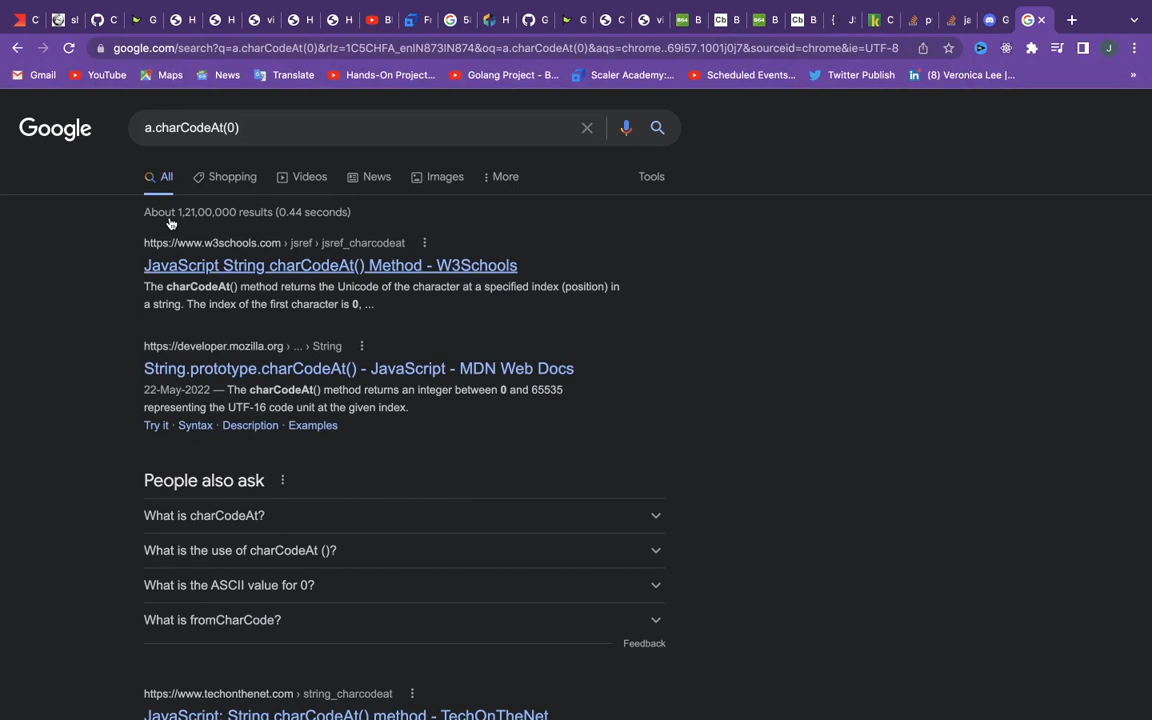 C
sl
C
G
H
H
vi
H
H
B
Fu
5i
H
G
G
C
vi
B
B
B
B
JS
C
p
ja
G
google.com/search?q=a.charCodeAt(0)&rlz=1C5CHFA_enIN873IN874&oq=a.charCodeAt(0)&aqs=chrome..69i57.1001j0j7&sourceid=chrome&ie=UTF-8
J
Gmail YouTube Maps News Translate Hands-On Project... Golang Project - B... Scaler Academy:... Scheduled Events... Twitter Publish (8) Veronica Lee |... »
Google a.charCodeAt(0)
All Shopping Videos News Images More Tools
About 1,21,00,000 results (0.44 seconds)
https://www.w3schools.com › jsref › jsref_charcodeat
JavaScript String charCodeAt() Method - W3Schools
The charCodeAt() method returns the Unicode of the character at a specified index (position) in
a string. The index of the first character is 0, ...
https://developer.mozilla.org › ... › String
String.prototype.charCodeAt() - JavaScript - MDN Web Docs
22-May-2022 — The charCodeAt() method returns an integer between 0 and 65535
representing the UTF-16 code unit at the given index.
Try it · Syntax · Description · Examples
People also ask
What is charCodeAt?
What is the use of charCodeAt ()?
What is the ASCII value for 0?
What is fromCharCode?
Feedback
https://www.techonthenet.com › string_charcodeat
JavaScript: String charCodeAt() method - TechOnTheNet